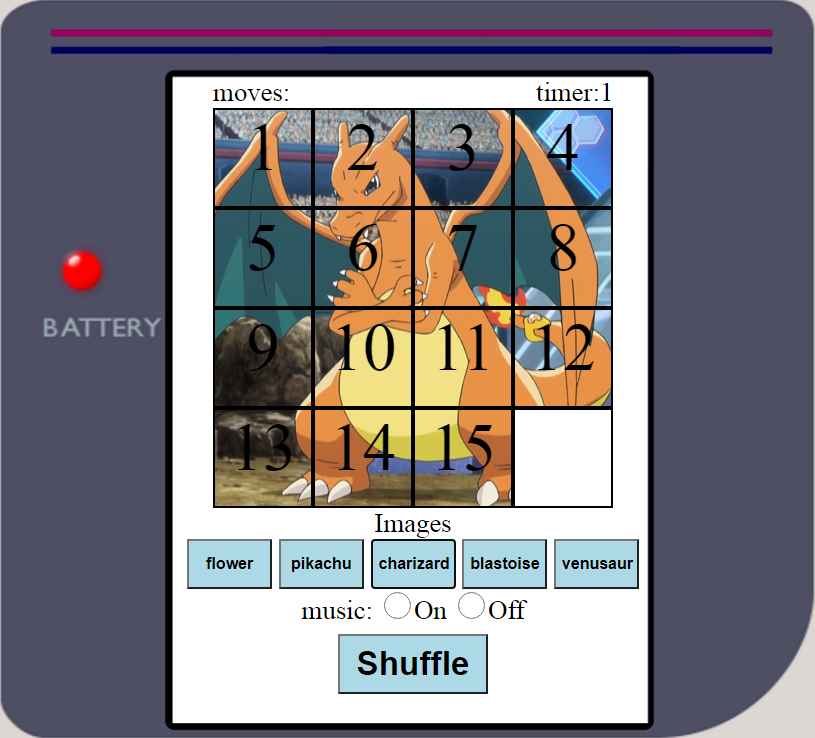 moves: timer:1
1 2 3 4
5 6 7 8
BATTERY
9 10 11 12
13 14 15
Images
flower pikachu charizard blastoise venusaur
music: On Off
Shuffle